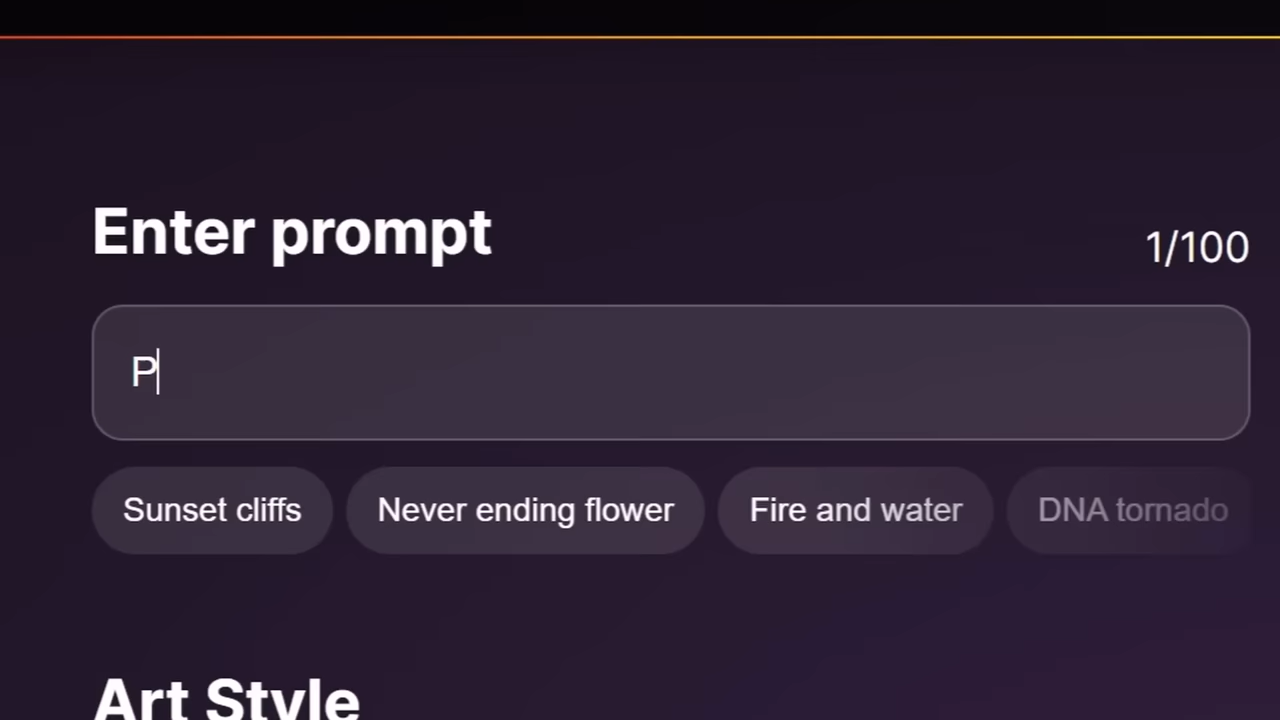 Enter prompt
1/100
P
Sunset cliffs Never ending flower Fire and water DNA tornado
Art Style